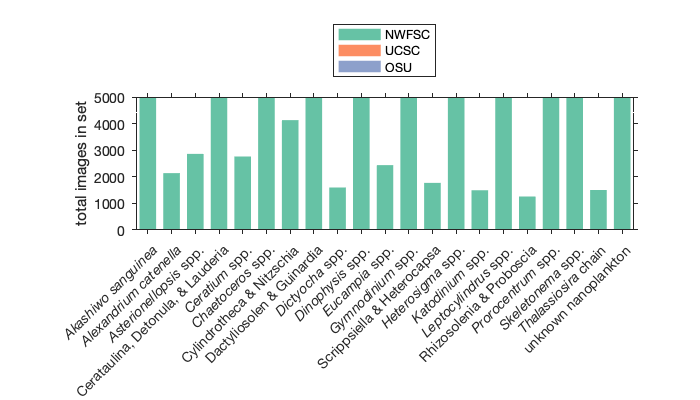 NWFSC
UCSC
OSU
total images in set
5000
4000
3000
2000
1000
0
Akashiwo sanguinea
Alexandrium catenella
Asterionellopsis spp.
Cerataulina, Detonula, & Lauderia
Ceratium spp.
Chaetoceros spp.
Cylindrotheca & Nitzschia
Dactyliosolen & Guinardia
Dictyocha spp.
Dinophysis spp.
Eucampia spp.
Gymnodinium spp.
Scrippsiella & Heterocapsa
Heterosigma spp.
Katodinium spp.
Leptocylindrus spp.
Rhizosolenia & Proboscia
Prorocentrum spp.
Skeletonema spp.
Thalassiosira chain
unknown nanoplankton